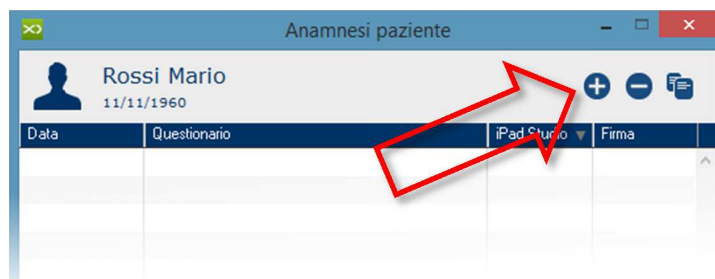 Anamnesi paziente
Rossi Mario
11/11/1960
Data Questionario iPad Studio Firma